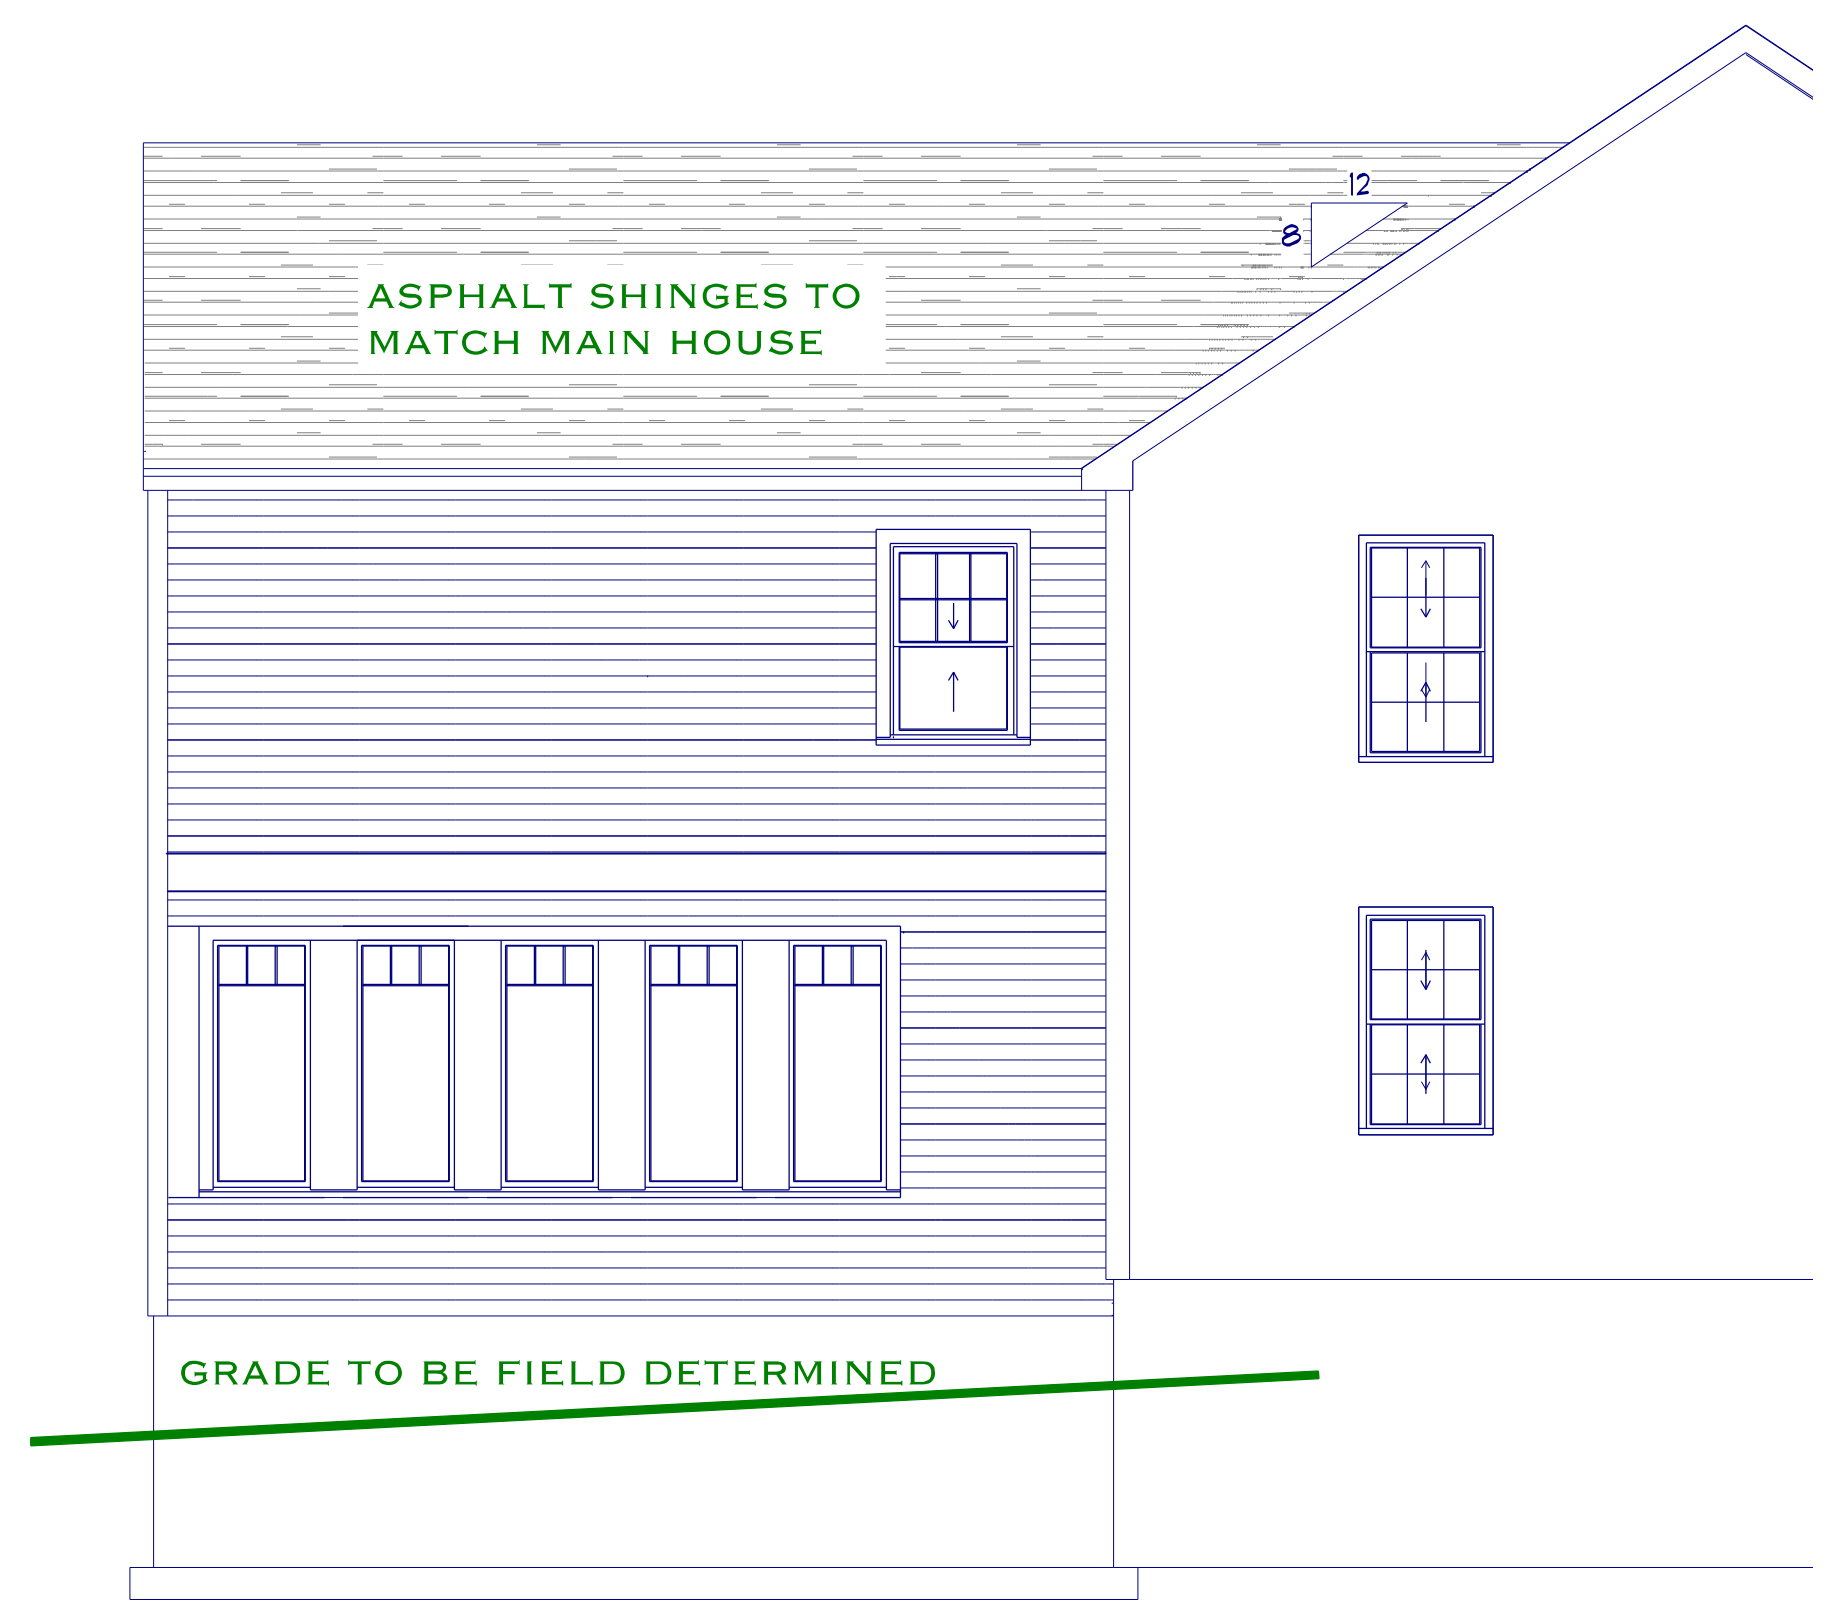 12
8
ASPHALT SHINGES TO
MATCH MAIN HOUSE
GRADE TO BE FIELD DETERMINED